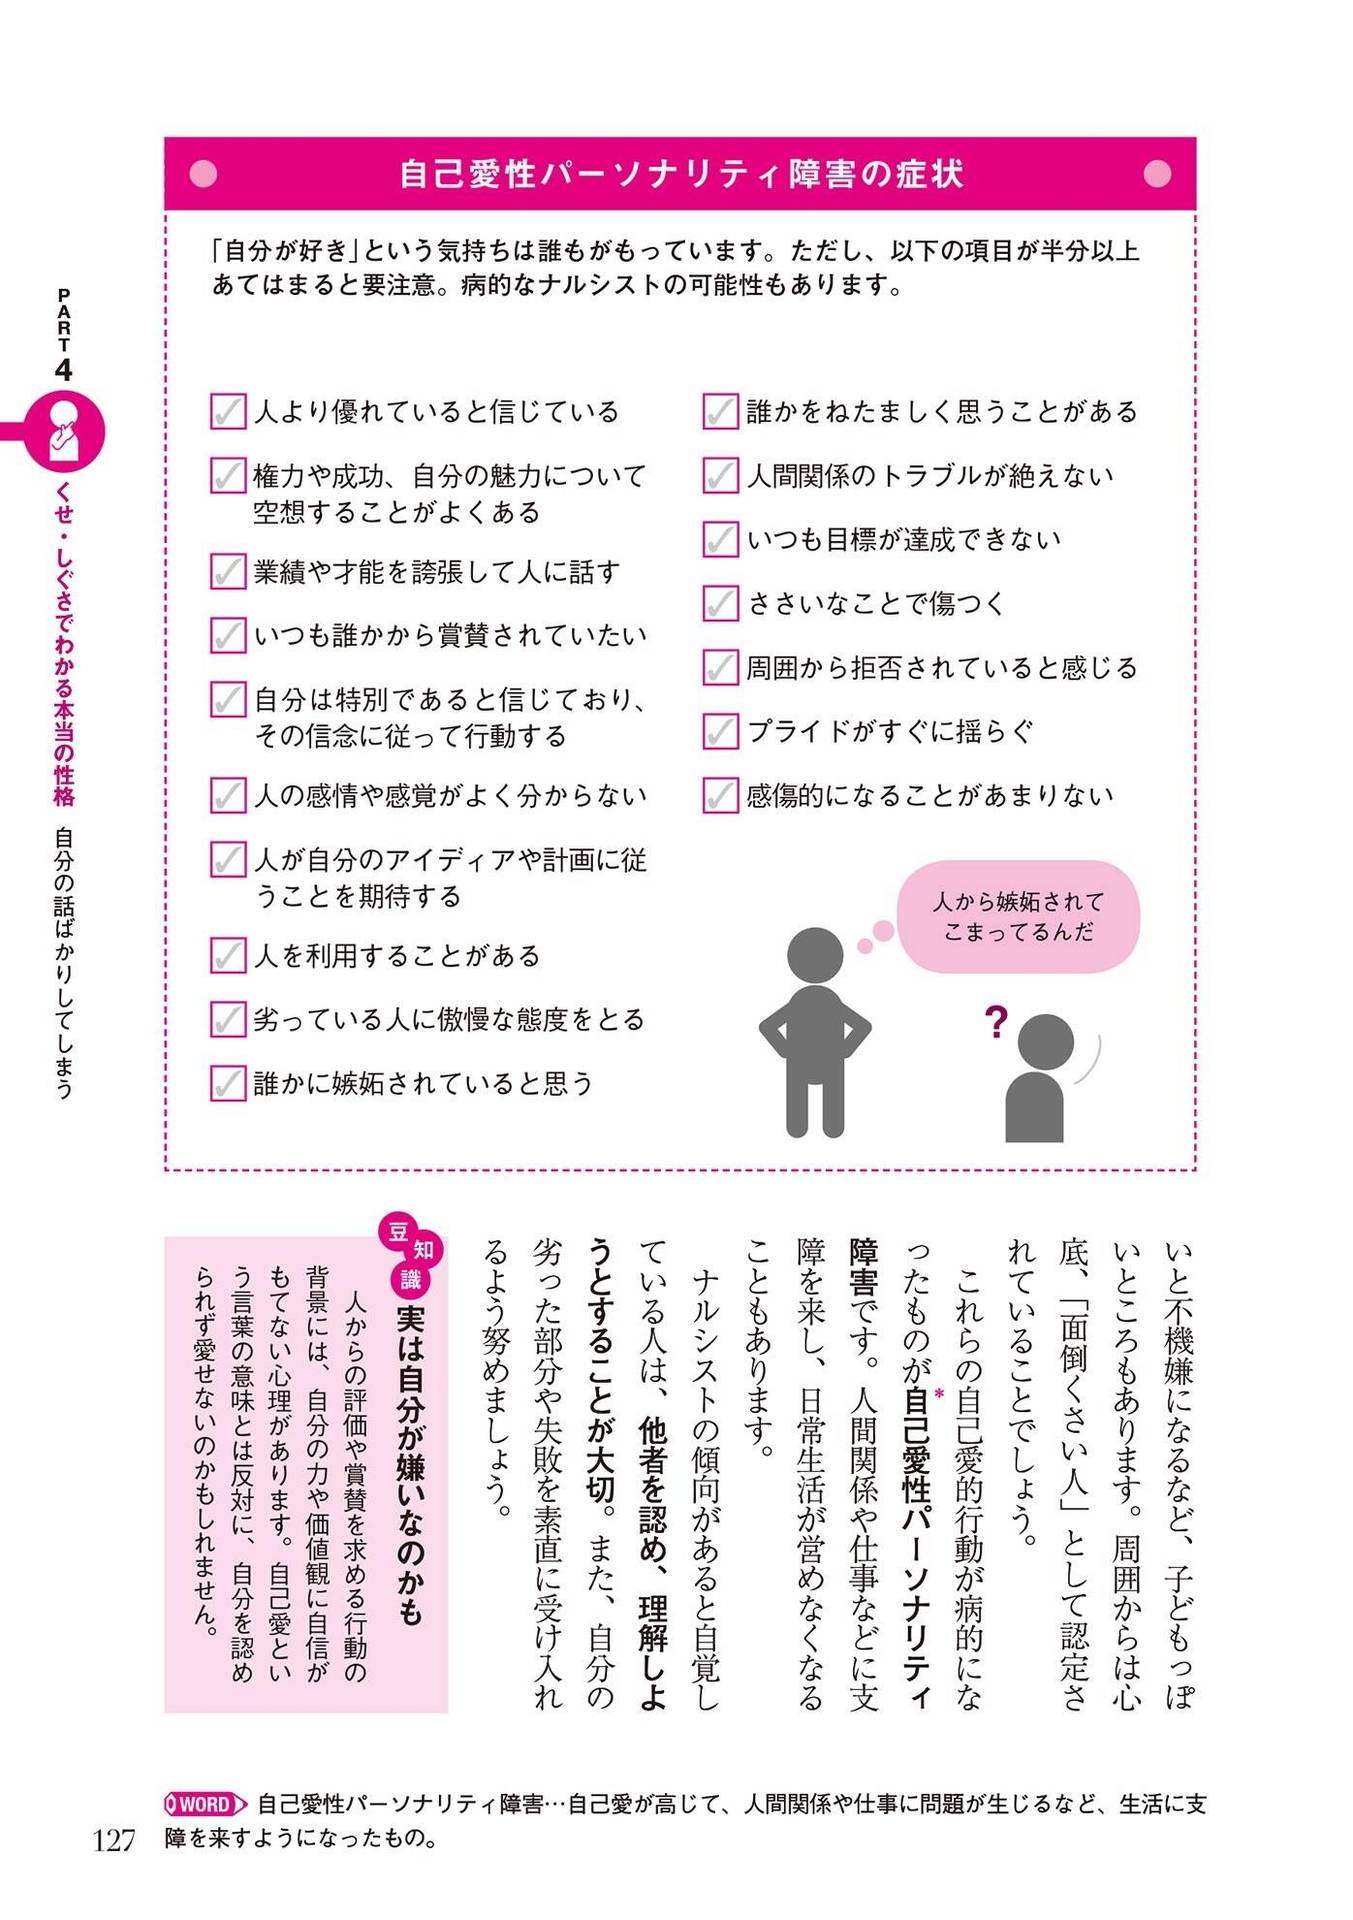 自己愛性パーソナリティ障害の症状
「自分が好き」という気持ちは誰もがもっています。ただし、以下の項目が半分以上
あてはまると要注意。病的なナルシストの可能性もあります。
人より優れていると信じている
権力や成功、自分の魅力について
空想することがよくある
業績や才能を誇張して人に話す
いつも誰かから賞賛されていたい
自分は特別であると信じており、
その信念に従って行動する
人の感情や感覚がよく分からない
人が自分のアイディアや計画に従
うことを期待する
人を利用することがある
劣っている人に傲慢な態度をとる
誰かに嫉妬されていると思う
誰かをねたましく思うことがある
人間関係のトラブルが絶えない
いつも目標が達成できない
ささいなことで傷つく
周囲から拒否されていると感じる
プライドがすぐに揺らぐ
感傷的になることがあまりない
人から嫉妬されて
こまってるんだ
?
いと不機嫌になるなど、子どもっぽ
いところもあります。周囲からは心
底、「面倒くさい人」として認定さ
れていることでしょう。
これらの自己愛的行動が病的にな
ったものが*自己愛性パーソナリティ
障害です。人間関係や仕事などに支
障を来し、日常生活が営めなくなる
こともあります。
ナルシストの傾向があると自覚し
ている人は、他者を認め、理解しよ
うとすることが大切。また、自分の
劣った部分や失敗を素直に受け入れ
るよう努めましょう。
豆知識
実は自分が嫌いなのかも
人からの評価や賞賛を求める行動の
背景には、自分の力や価値観に自信が
もてない心理があります。自己愛とい
う言葉の意味とは反対に、自分を認め
られず愛せないのかもしれません。
PART4
くせ・しぐさでわかる本当の性格 自分の話ばかりしてしまう
WORD 自己愛性パーソナリティ障害…自己愛が高じて、人間関係や仕事に問題が生じるなど、生活に支
障を来すようになったもの。
127